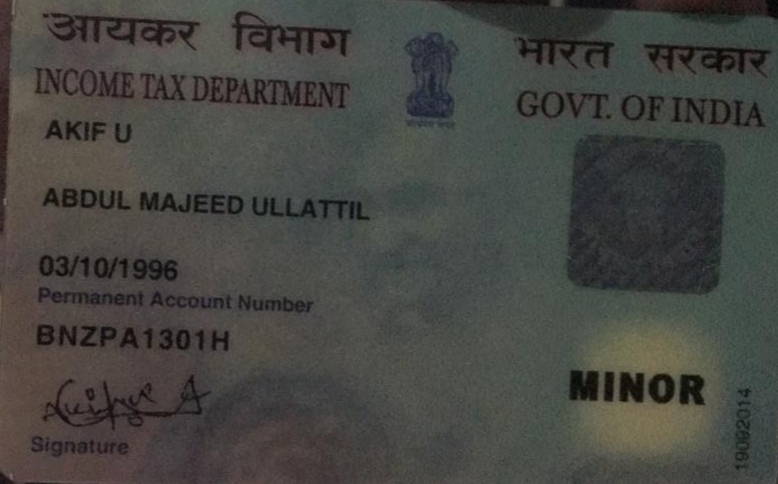 आयकर विभाग
INCOME TAX DEPARTMENT
भारत सरकार
GOVT. OF INDIA
AKIF U
ABDUL MAJEED ULLATTIL
03/10/1996
Permanent Account Number
BNZPA1301H
Signature
MINOR
19092014